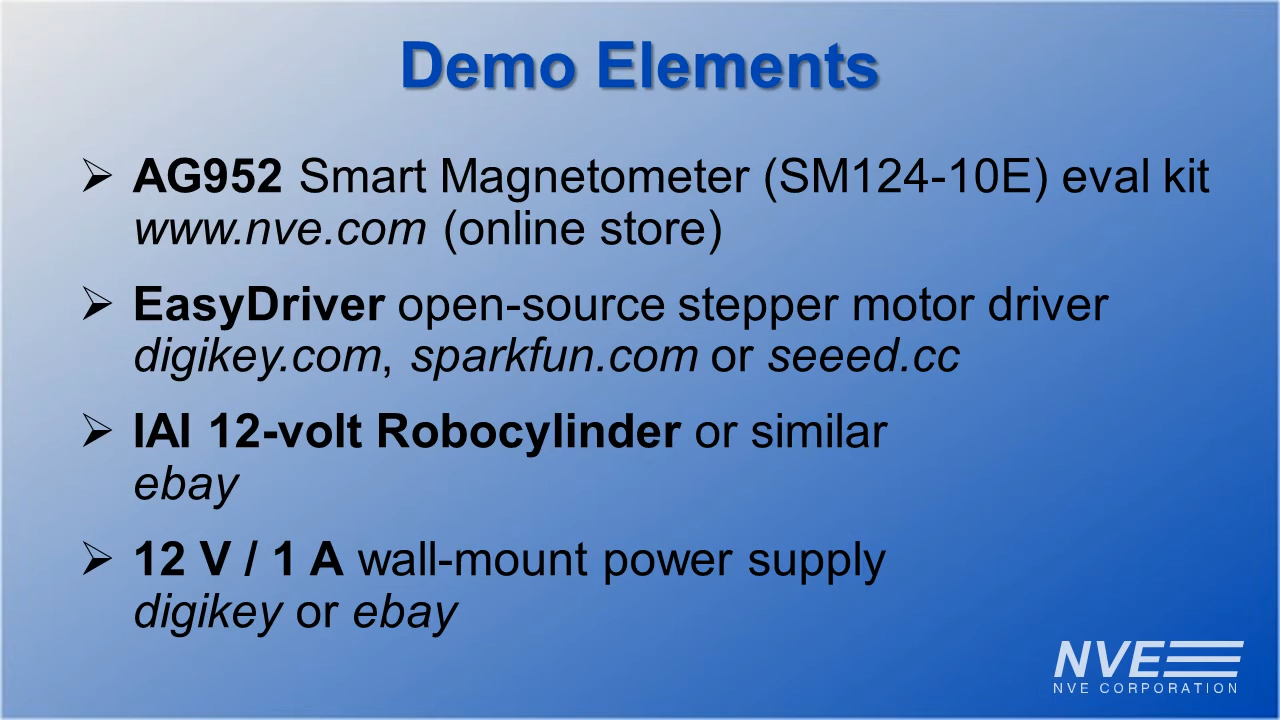 Demo Elements
AG952 Smart Magnetometer (SM124-10E) eval kit
www.nve.com (online store)
EasyDriver open-source stepper motor driver
digikey.com, sparkfun.com or seeed.cc
IAI 12-volt Robocylinder or similar
ebay
12 V / 1 A wall-mount power supply
digikey or ebay
NVE
NVE CORPORATION